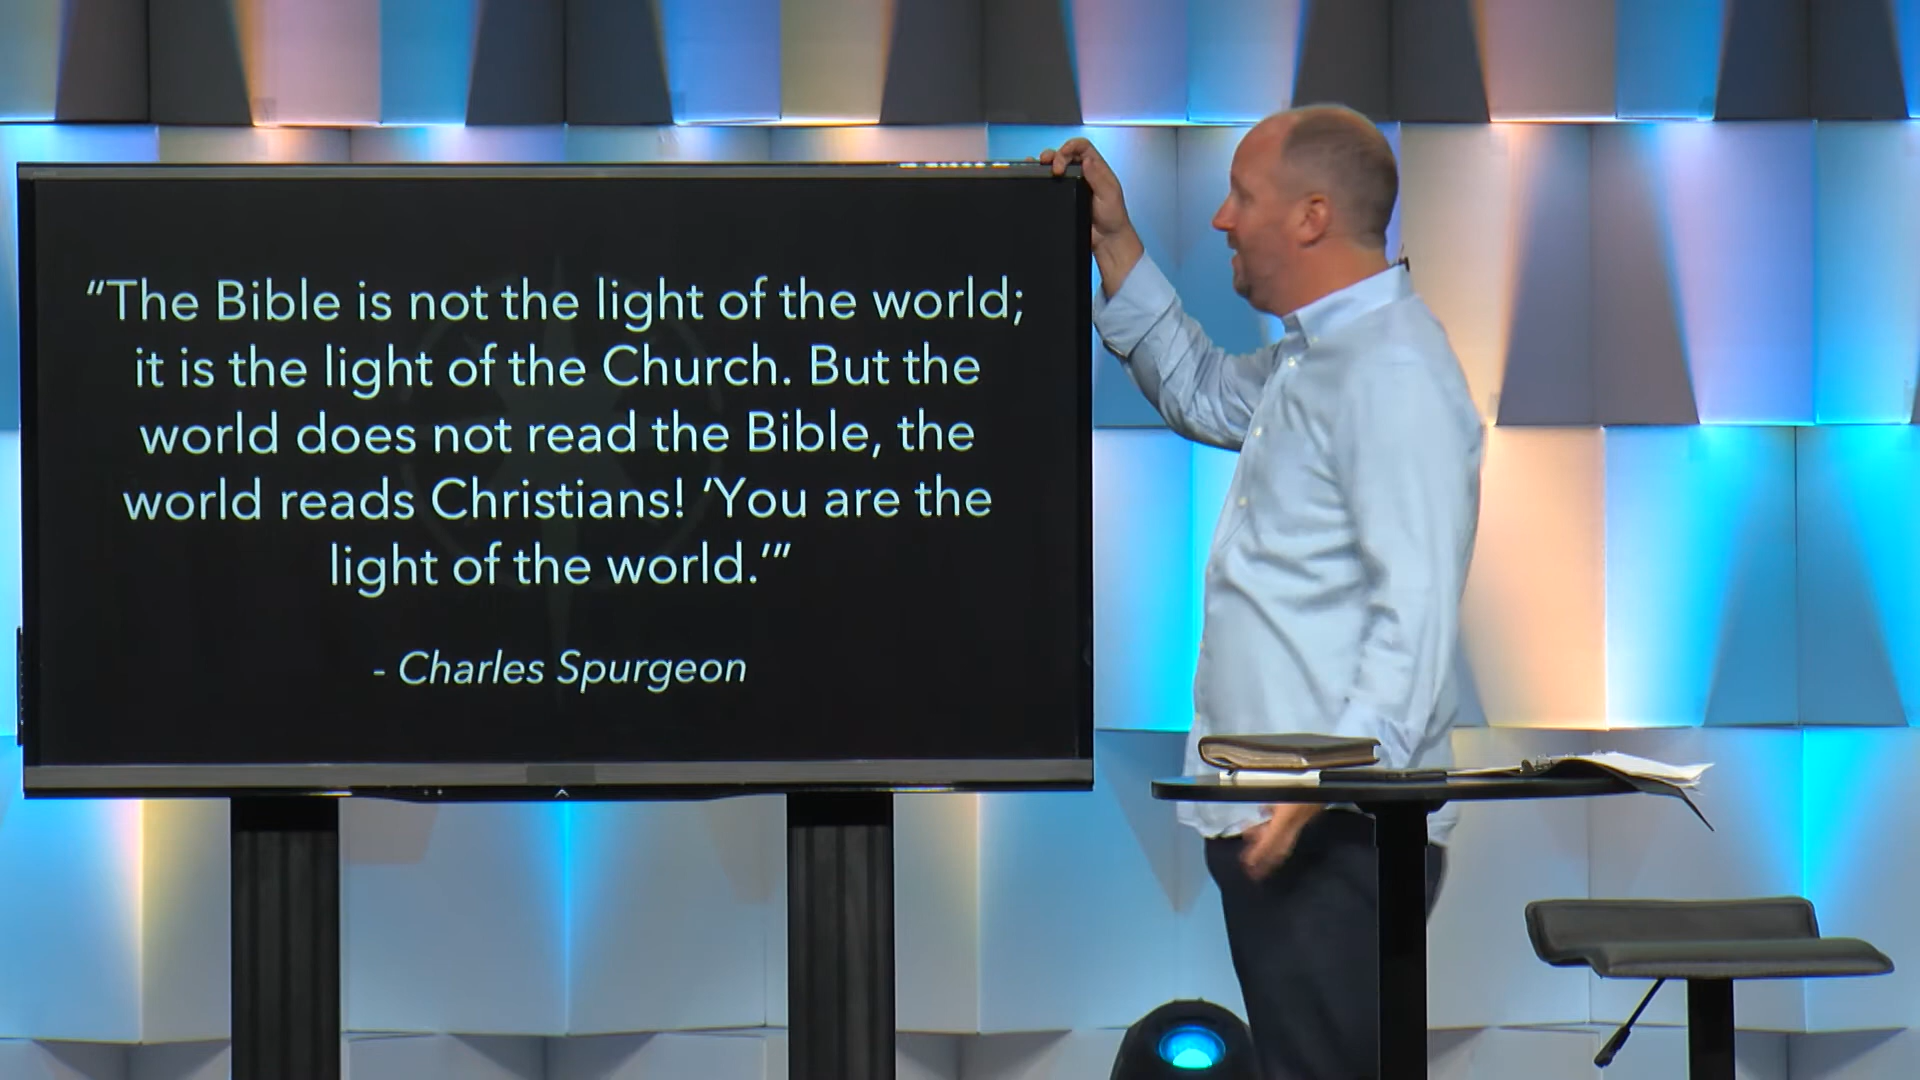 “The Bible is not the light of the world;
it is the light of the Church. But the
world does not read the Bible, the
world reads Christians! ‘You are the
light of the world.’”
- Charles Spurgeon